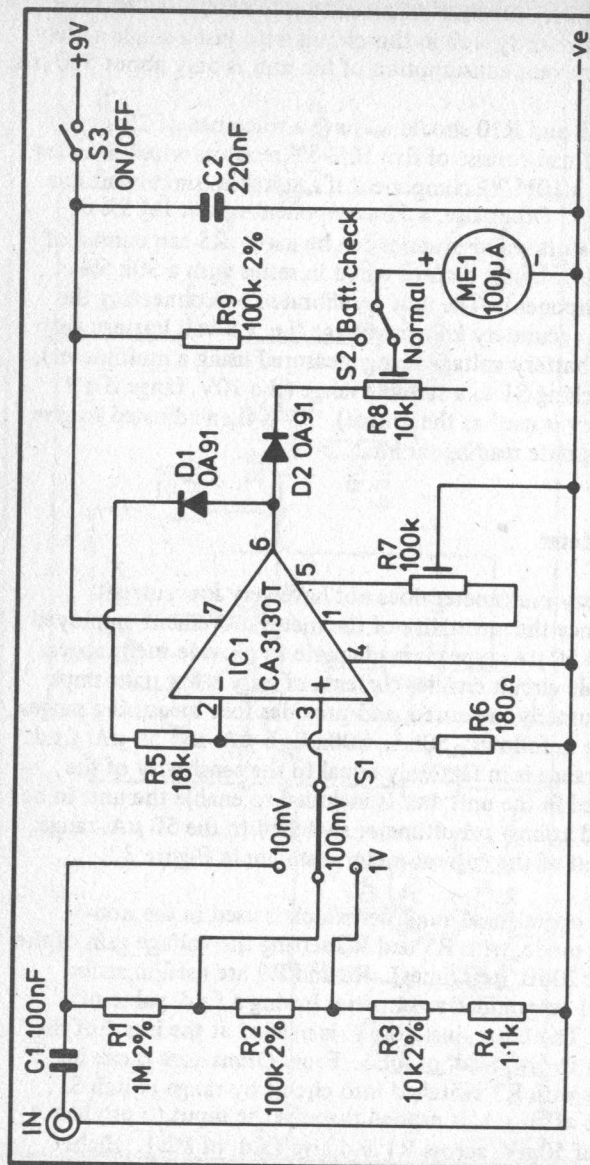 IN
C1 100nF
R1
1M 2%
R2
100k 2%
R3
10k 2%
R4
1·1k
10mV
100mV
1V
S1
R5
18k
2
3
7
6
4
1
5
IC1
CA3130T
R6
180Ω
R7
100k
D1
OA91
D2 OA91
R9
100k 2%
R8
10k
S2
Batt. check
Normal
ME1
100µA
+
−
C2
220nF
S3
ON/OFF
+9V
−ve